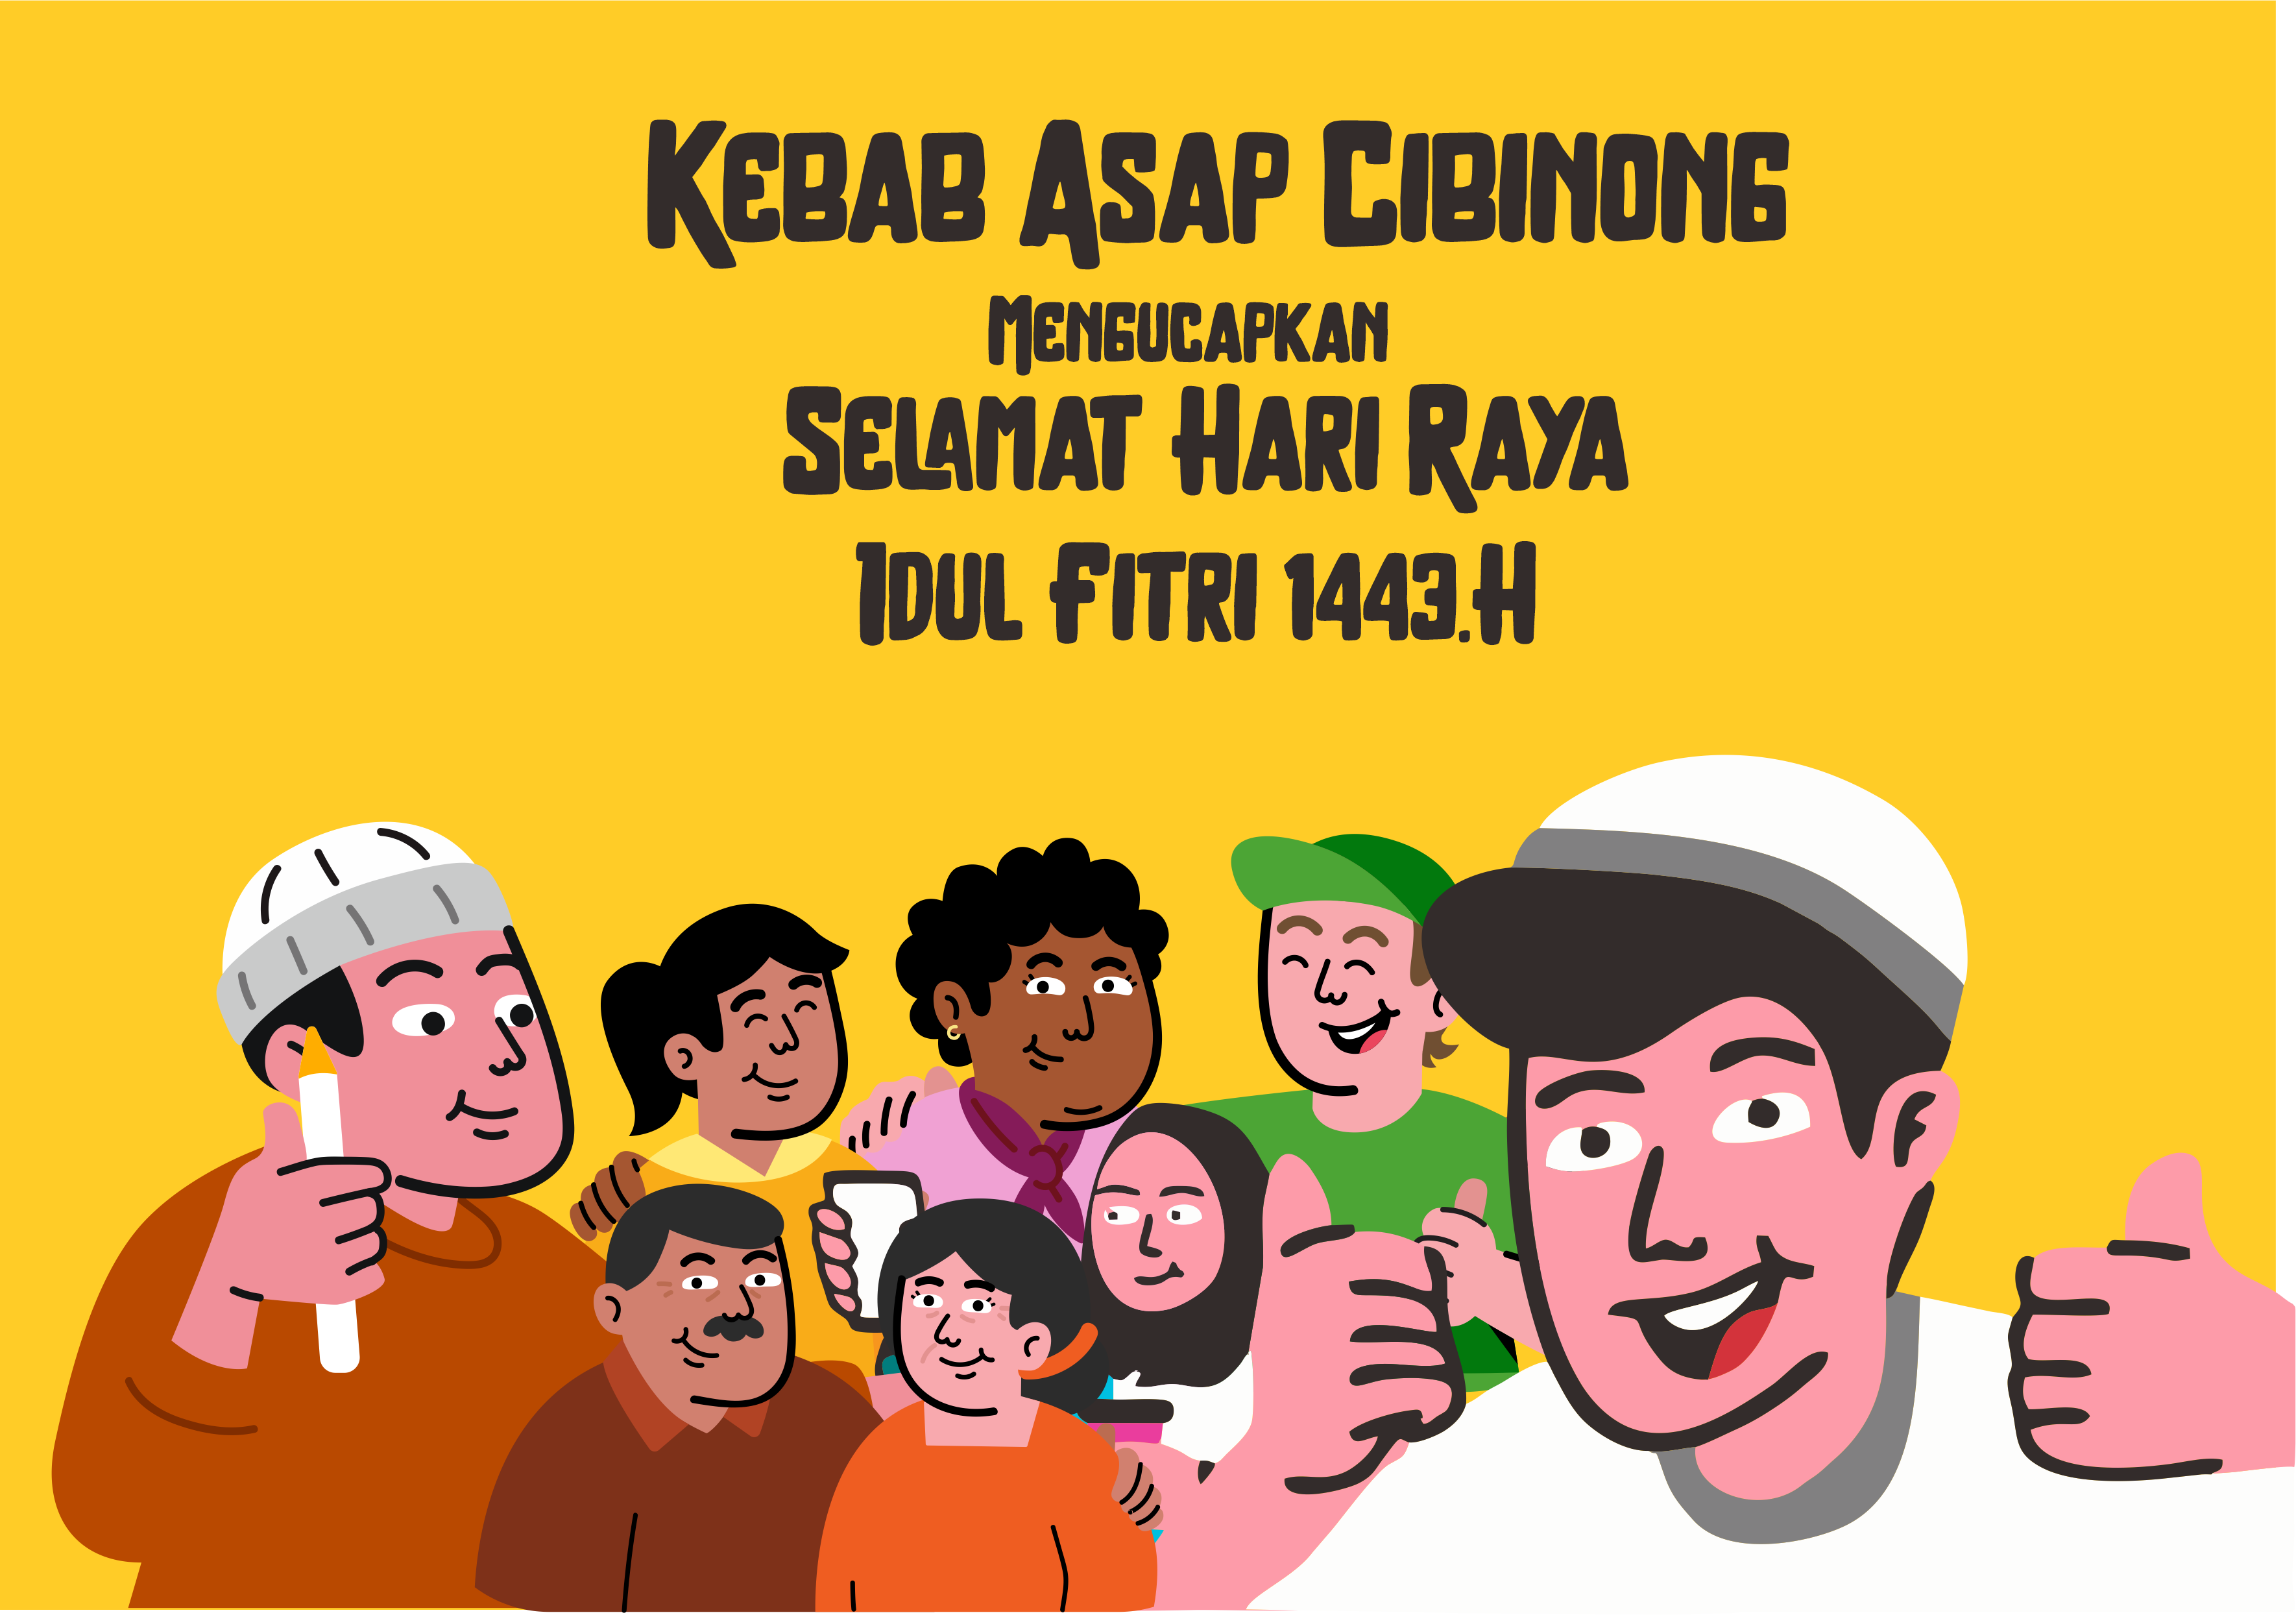 Kebab Asap Cibinong
Mengucapkan
Selamat Hari Raya
Idul Fitri 1443.H